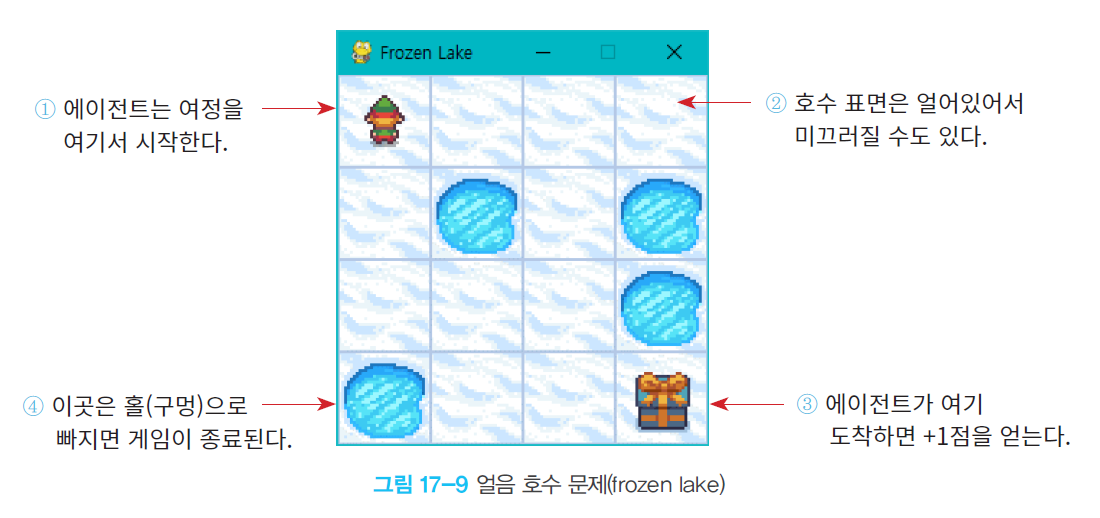 Frozen Lake
① 에이전트는 여정을
여기서 시작한다.
② 호수 표면은 얼어있어서
미끄러질 수도 있다.
④ 이곳은 홀(구멍)으로
빠지면 게임이 종료된다.
③ 에이전트가 여기
도착하면 +1점을 얻는다.
그림 17-9 얼음 호수 문제(frozen lake)